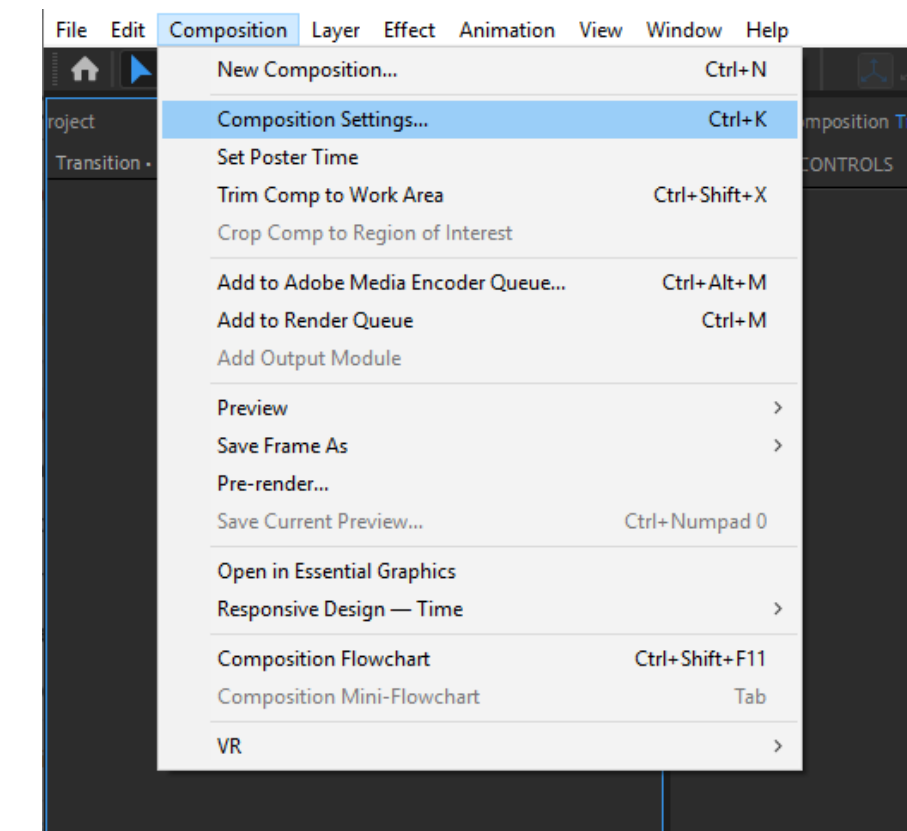 File Edit Composition Layer Effect Animation View Window Help
New Composition... Ctrl+N
Composition Settings... Ctrl+K
roject
omposition T
Set Poster Time
Transition •
CONTROLS
Trim Comp to Work Area Ctrl+Shift+X
Crop Comp to Region of Interest
Add to Adobe Media Encoder Queue... Ctrl+Alt+M
Add to Render Queue Ctrl+M
Add Output Module
Preview
Save Frame As
Pre-render...
Save Current Preview... Ctrl+Numpad 0
Open in Essential Graphics
Responsive Design — Time
Composition Flowchart Ctrl+Shift+F11
Composition Mini-Flowchart Tab
VR